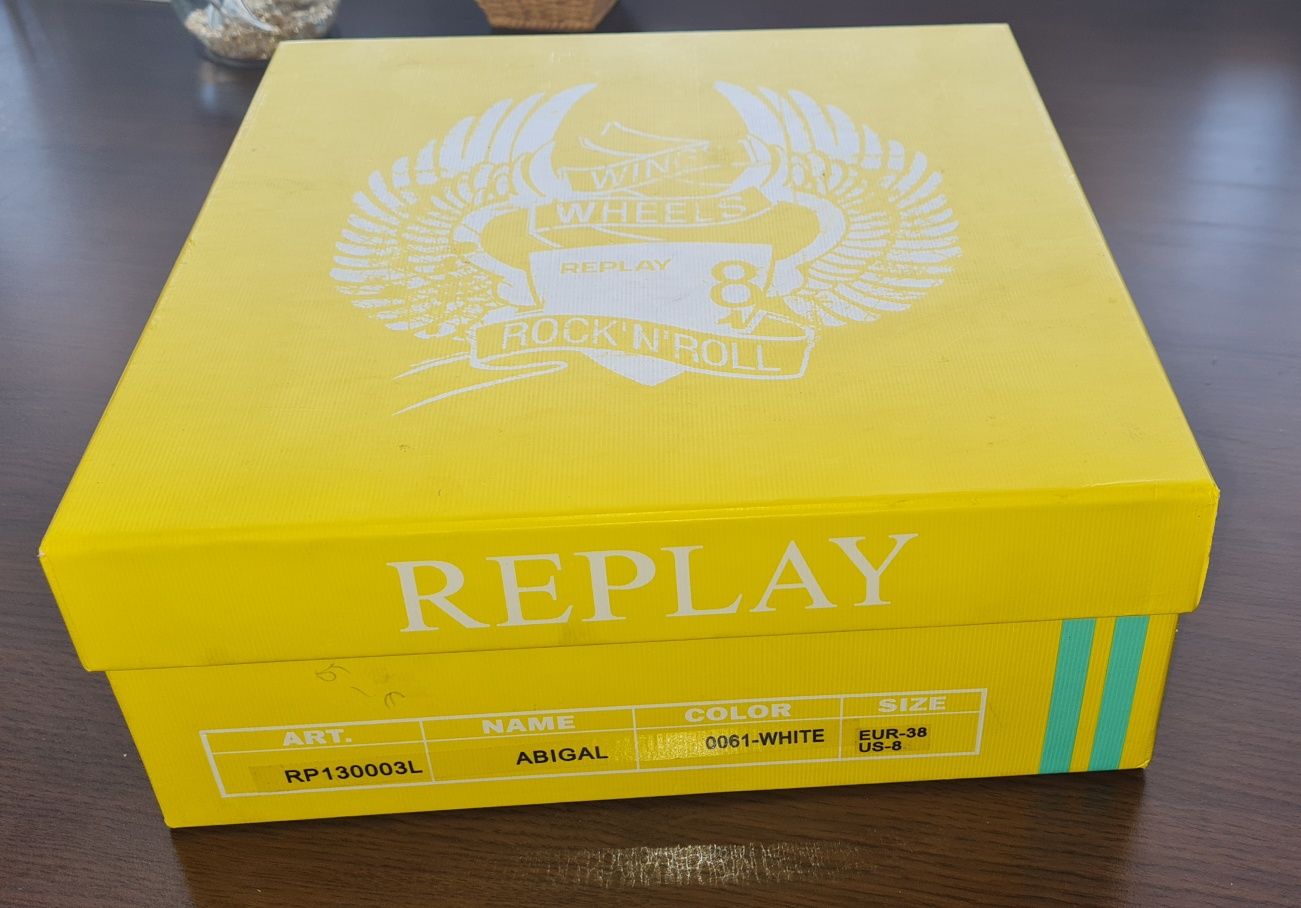 WINGS
WHEELS
REPLAY 8
ROCK'N'ROLL
REPLAY
ART. NAME COLOR SIZE
RP130003L ABIGAL 0061-WHITE EUR-38
US-8